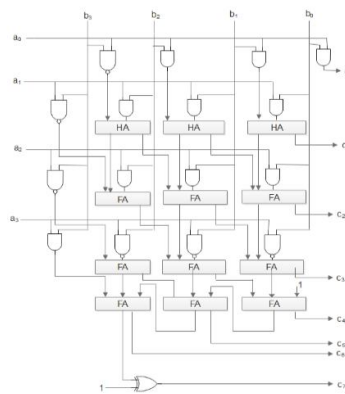 b₃ b₂ b₁ b₀
a₀
a₁
HA HA HA
a₂
FA FA FA
c₂
a₃
FA FA FA
c₃
1
FA FA FA
c₄
c₅
c₆
1
c₇